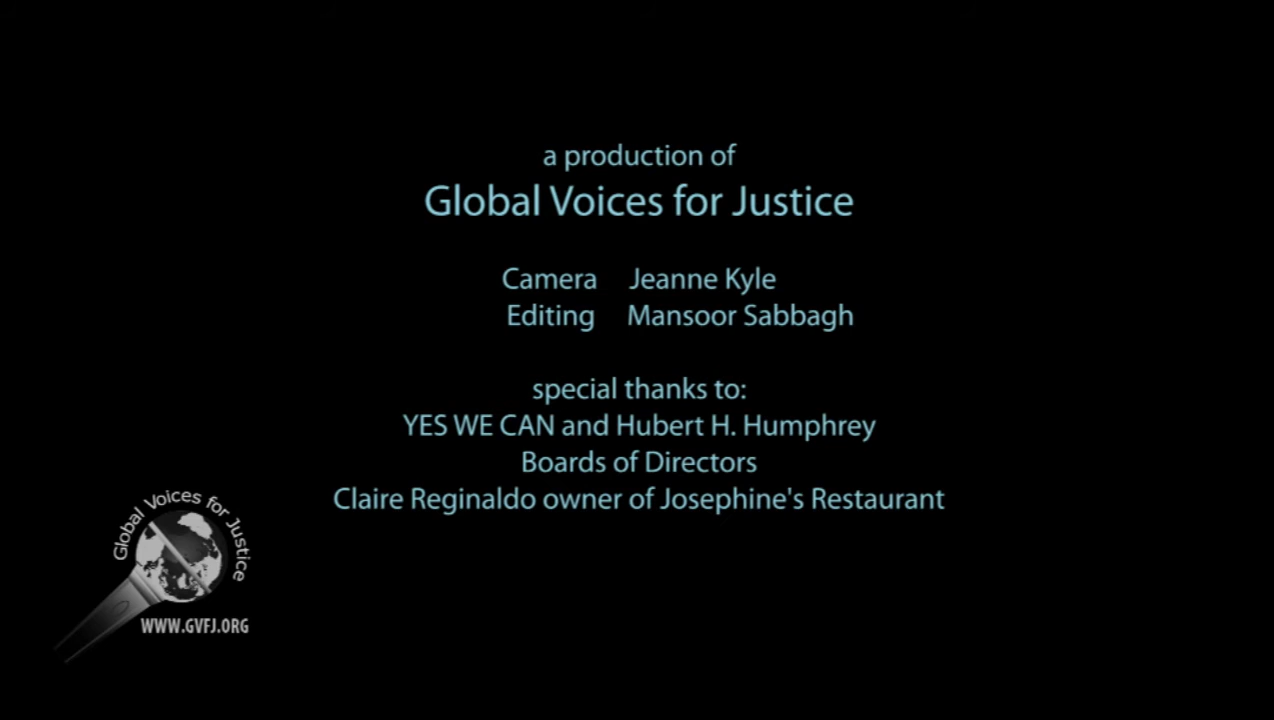 a production of
Global Voices for Justice
Camera Jeanne Kyle
Editing Mansoor Sabbagh
special thanks to:
YES WE CAN and Hubert H. Humphrey
Boards of Directors
Claire Reginaldo owner of Josephine's Restaurant
Global Voices for Justice
WWW.GVFJ.ORG